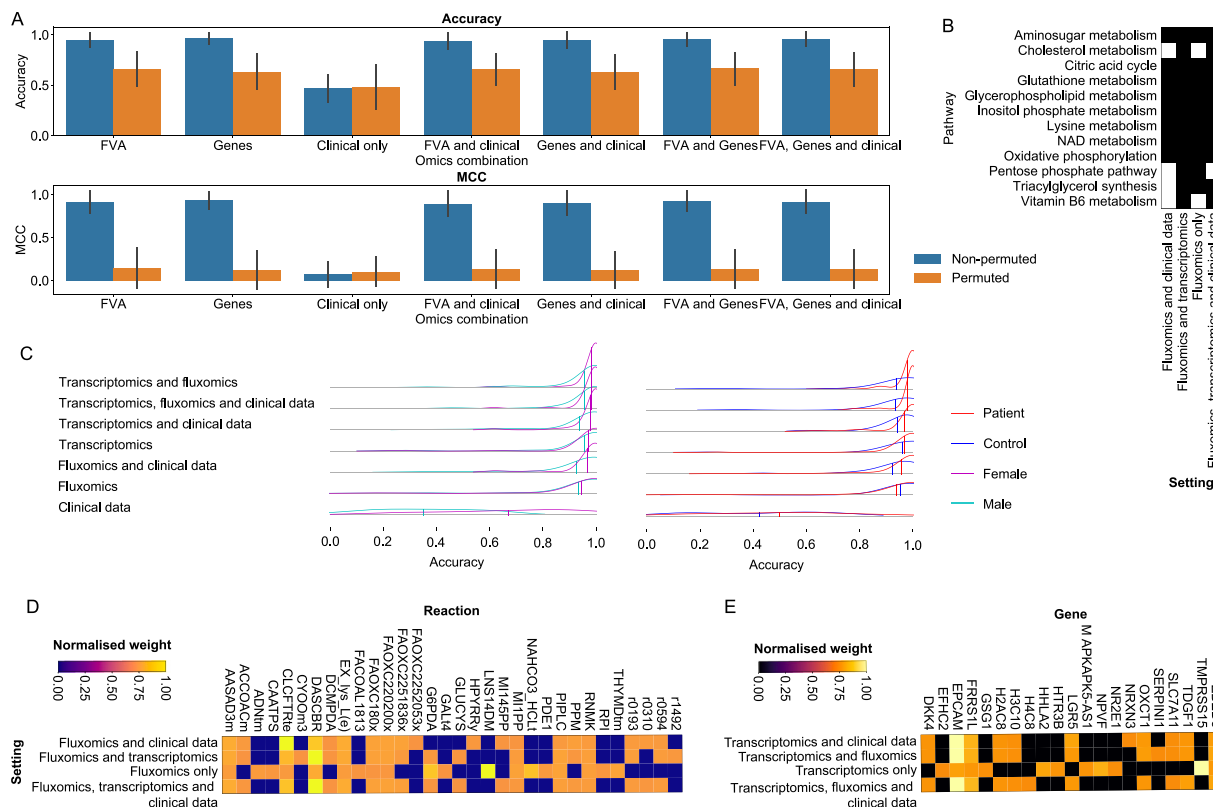 A
Accuracy
1.0
0.5
0.0
Accuracy
FVA
Genes
Clinical only
FVA and clinical
Genes and clinical
FVA and Genes
FVA, Genes and clinical
Omics combination
MCC
1.0
0.5
0.0
MCC
FVA
Genes
Clinical only
FVA and clinical
Genes and clinical
FVA and Genes
FVA, Genes and clinical
Omics combination
Non-permuted
Permuted
B
Pathway
Aminosugar metabolism
Cholesterol metabolism
Citric acid cycle
Glutathione metabolism
Glycerophospholipid metabolism
Inositol phosphate metabolism
Lysine metabolism
NAD metabolism
Oxidative phosphorylation
Pentose phosphate pathway
Triacylglycerol synthesis
Vitamin B6 metabolism
Fluxomics and clinical data
Fluxomics and transcriptomics
Fluxomics only
Fluxomics, transcriptomics and clinical data
Setting
C
Transcriptomics and fluxomics
Transcriptomics, fluxomics and clinical data
Transcriptomics and clinical data
Transcriptomics
Fluxomics and clinical data
Fluxomics
Clinical data
0.0 0.2 0.4 0.6 0.8 1.0
Accuracy
0.0 0.2 0.4 0.6 0.8 1.0
Accuracy
Patient
Control
Female
Male
D
Reaction
Normalised weight
0.00
0.25
0.50
0.75
1.00
AASAD3m
ACCOACm
ADNtm
CAATPS
CLCFTRte
CYOOm3
DASCBR
DCIMPDA
EX_lys_L(e)
FACOAL1813
FAOXC180x
FAOXC220200x
FAOXC2251836x
FAOXC2252053x
G6PDA
GALt4
GLUCYS
HPYRRy
LNS14DM
MI145PP
MI1PP
NAHCO3_HCLt
PDE1
PIPLC
PPM
RNMK
RPI
THYMDtm
r0193
r0310
r0594
r1492
Setting
Fluxomics and clinical data
Fluxomics and transcriptomics
Fluxomics only
Fluxomics, transcriptomics and
clinical data
E
Gene
Normalised weight
0.00
0.25
0.50
0.75
1.00
DKK4
EFHC2
EPCAM
FRRS1L
GSG1
H2AC8
H3C10
H4C8
HHLA2
HTR3B
LGR5
M APKAPK5-AS1
NPVF
NR2E1
NRXN3
OXCT1
SERPINI1
SLC7A11
TDGF1
TMPRSS15
Transcriptomics and clinical data
Transcriptomics and fluxomics
Transcriptomics only
Transcriptomics, fluxomics and
clinical data